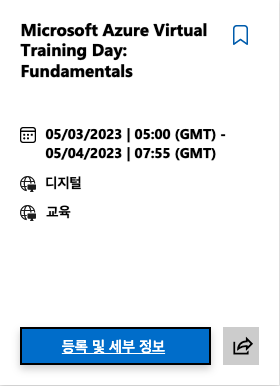 Microsoft Azure Virtual
Training Day:
Fundamentals
05/03/2023 | 05:00 (GMT) -
05/04/2023 | 07:55 (GMT)
디지털
교육
등록 및 세부 정보